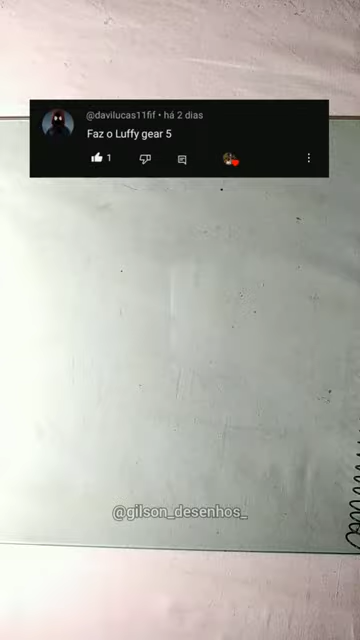 @davilucas11fif • há 2 dias
Faz o Luffy gear 5
1
@gilson_desenhos_